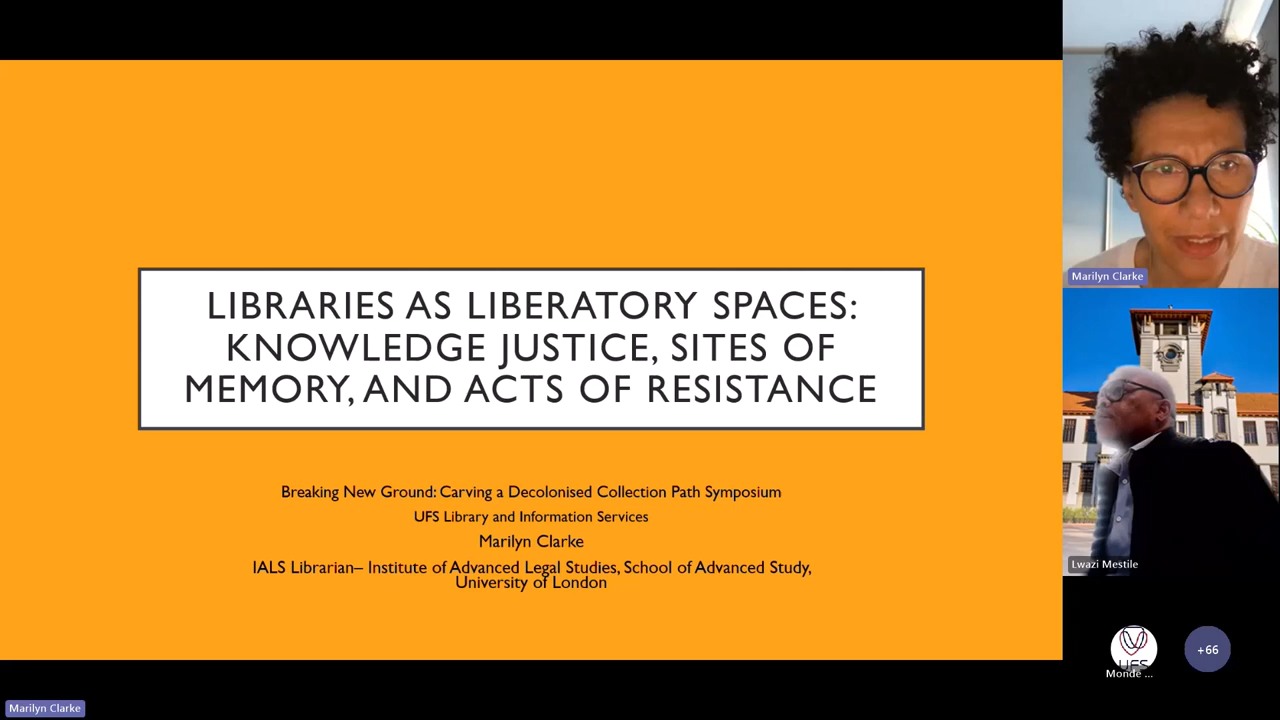 LIBRARIES AS LIBERATORY SPACES:
KNOWLEDGE JUSTICE, SITES OF
MEMORY, AND ACTS OF RESISTANCE
Breaking New Ground: Carving a Decolonised Collection Path Symposium
UFS Library and Information Services
Marilyn Clarke
IALS Librarian– Institute of Advanced Legal Studies, School of Advanced Study,
University of London
Marilyn Clarke
Lwazi Mestile
UFS
Monde ...
+66
Marilyn Clarke